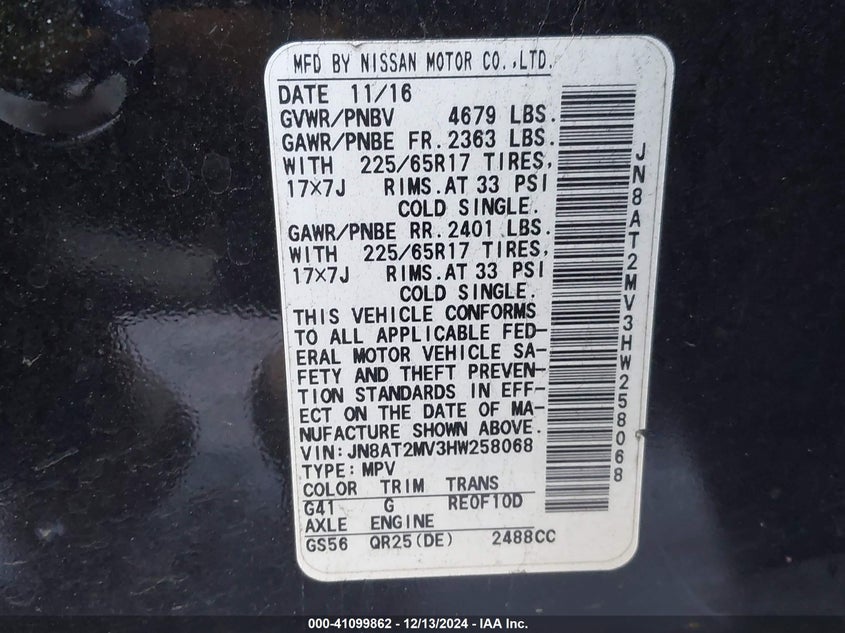 MFD BY NISSAN MOTOR CO.,LTD.
DATE 11/16
GVWR/PNBV 4679 LBS.
GAWR/PNBE FR. 2363 LBS.
WITH 225/65R17 TIRES,
17×7J RIMS. AT 33 PSI
COLD SINGLE.
GAWR/PNBE RR. 2401 LBS.
WITH 225/65R17 TIRES,
17×7J RIMS. AT 33 PSI
COLD SINGLE.
THIS VEHICLE CONFORMS
TO ALL APPLICABLE FED-
ERAL MOTOR VEHICLE SA-
FETY AND THEFT PREVEN-
TION STANDARDS IN EFF-
ECT ON THE DATE OF MA-
NUFACTURE SHOWN ABOVE.
VIN: JN8AT2MV3HW258068
TYPE: MPV
COLOR TRIM TRANS
G41 G RE0F10D
AXLE ENGINE
GS56 QR25(DE) 2488CC
JN8AT2MV3HW258068
000-41099862 - 12/13/2024 - IAA Inc.